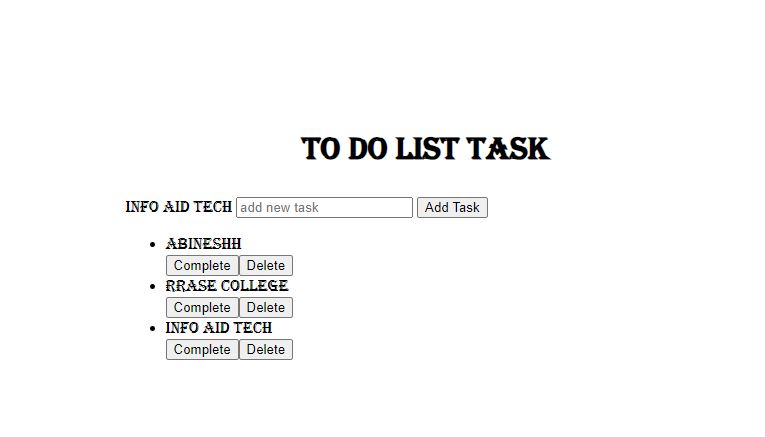 TO DO LIST TASK
INFO AID TECH add new task Add Task
ABINESHH
Complete Delete
RRASE COLLEGE
Complete Delete
INFO AID TECH
Complete Delete